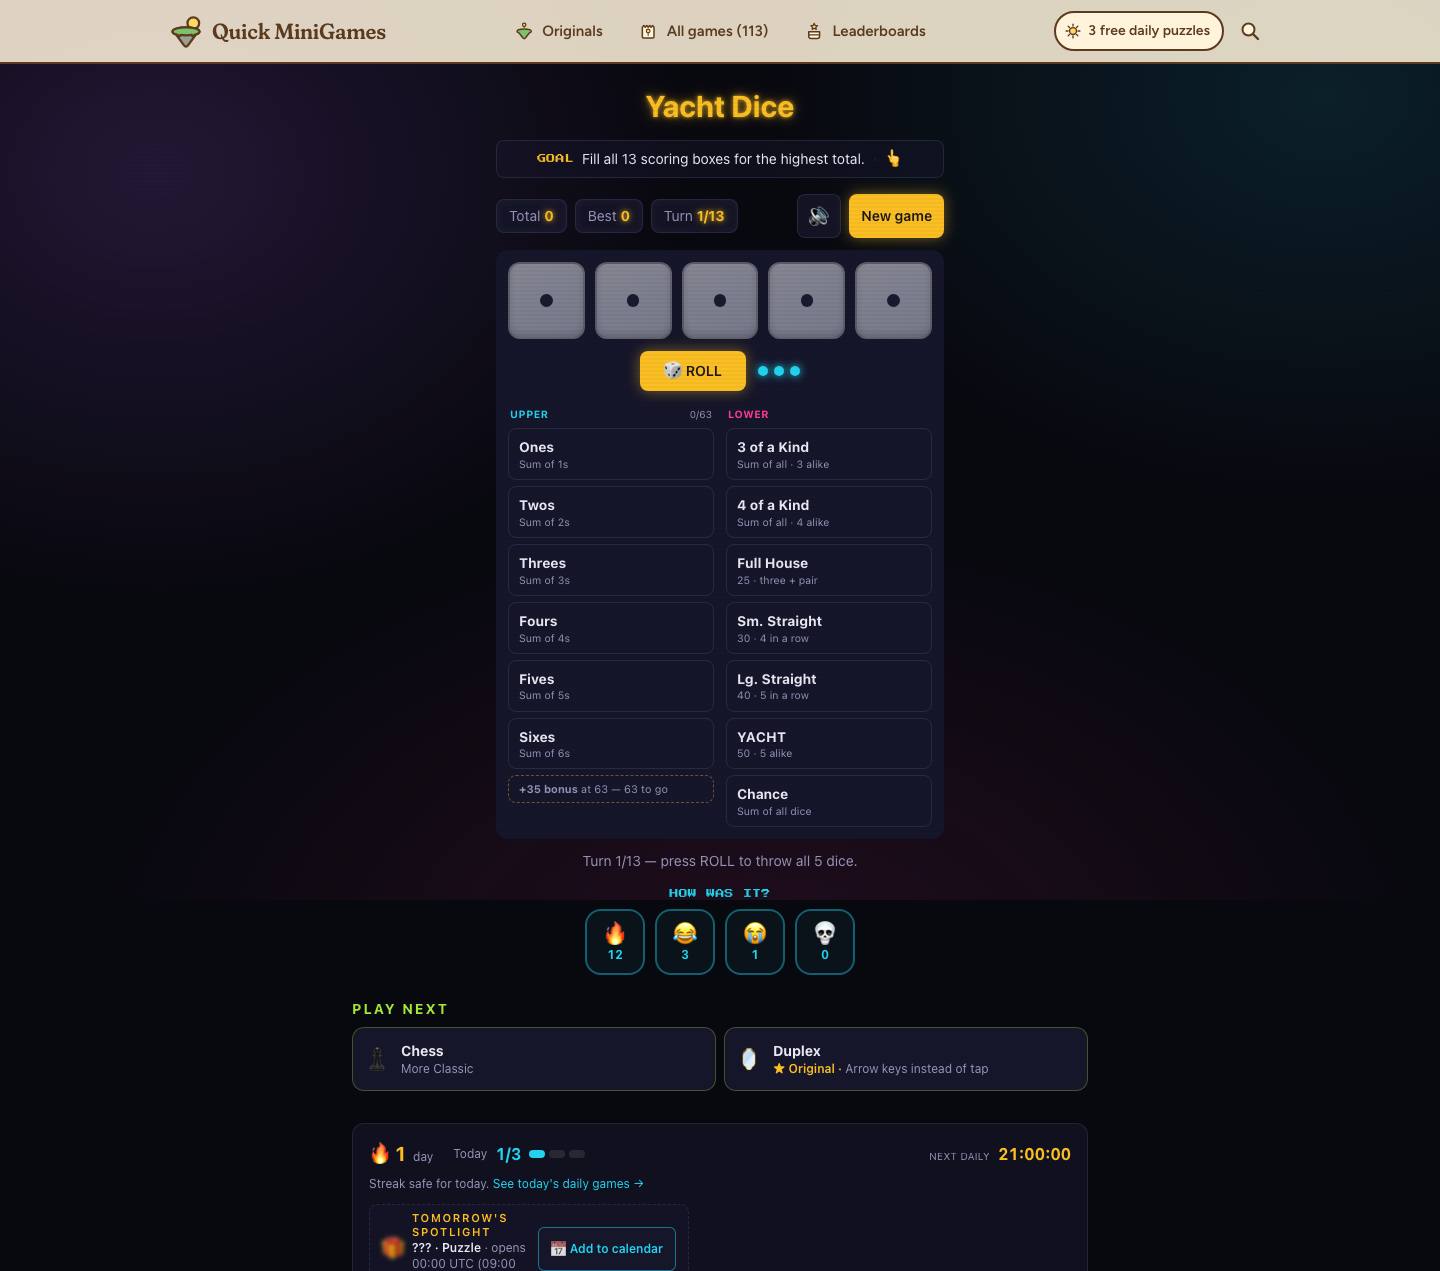 Quick MiniGames
Originals
All games (113)
Leaderboards
3 free daily puzzles
Yacht Dice
GOAL Fill all 13 scoring boxes for the highest total.
Total 0
Best 0
Turn 1/13
New game
ROLL
UPPER
0/63
LOWER
Ones
Sum of 1s
3 of a Kind
Sum of all · 3 alike
Twos
Sum of 2s
4 of a Kind
Sum of all · 4 alike
Threes
Sum of 3s
Full House
25 · three + pair
Fours
Sum of 4s
Sm. Straight
30 · 4 in a row
Fives
Sum of 5s
Lg. Straight
40 · 5 in a row
Sixes
Sum of 6s
YACHT
50 · 5 alike
+35 bonus at 63 — 63 to go
Chance
Sum of all dice
Turn 1/13 — press ROLL to throw all 5 dice.
HOW WAS IT?
12
3
1
0
PLAY NEXT
Chess
More Classic
Duplex
★ Original · Arrow keys instead of tap
1 day
Today 1/3
NEXT DAILY 21:00:00
Streak safe for today. See today's daily games →
TOMORROW'S
SPOTLIGHT
??? · Puzzle · opens
00:00 UTC (09:00
Add to calendar